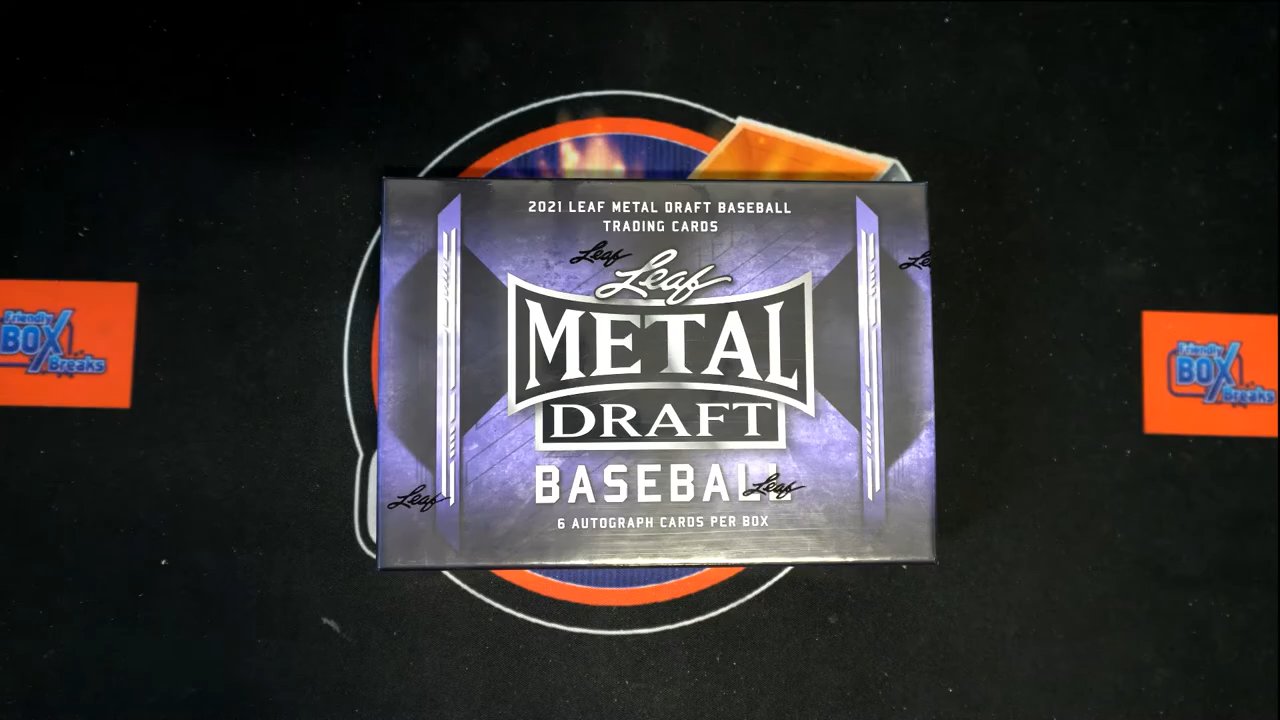 2021 LEAF METAL DRAFT BASEBALL
TRADING CARDS
Leaf
Leaf
Leaf
METAL
DRAFT
BASEBALL
Leaf
Leaf
6 AUTOGRAPH CARDS PER BOX
Friendly
BOX
Breaks
Friendly
BOX
Breaks